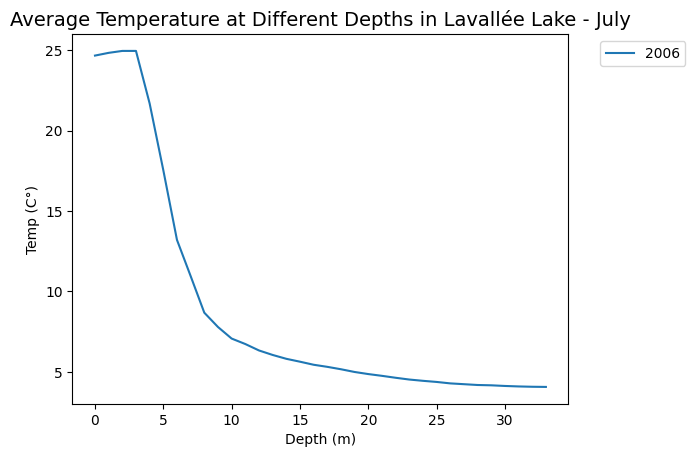 Average Temperature at Different Depths in Lavallée Lake - July
2006
25
20
15
10
5
Temp (C°)
0 5 10 15 20 25 30
Depth (m)